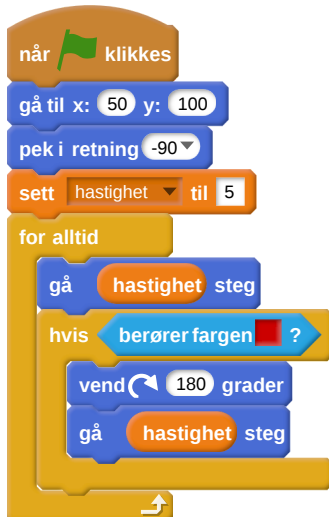 når klikkes
gå til x: 50 y: 100
pek i retning -90
sett hastighet til 5
for alltid
gå hastighet steg
hvis berører fargen ?
vend 180 grader
gå hastighet steg